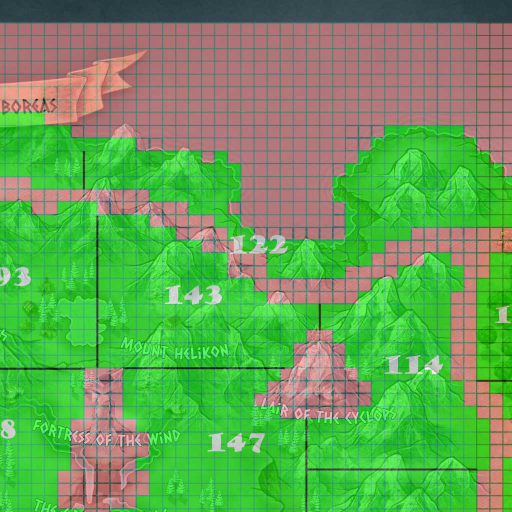 BOREAS
122
93
143
MOUNT HELIKON
114
LAIR OF THE CYCLOPS
8
FORTRESS OF THE WIND
147